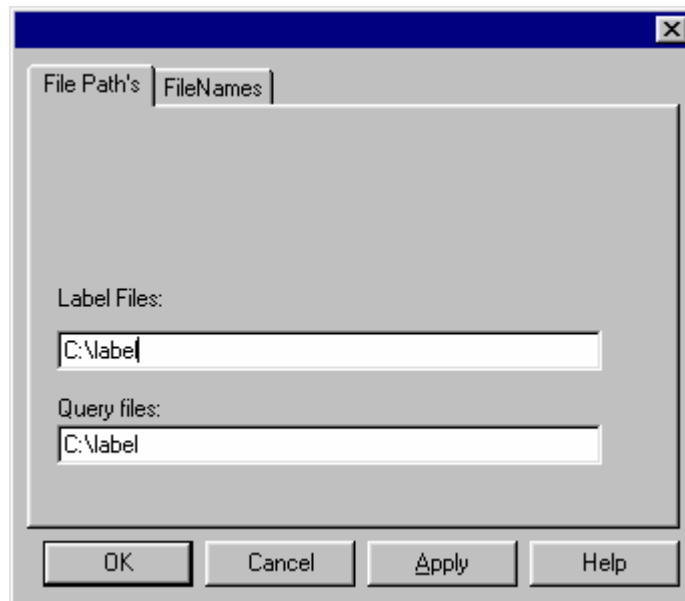 File Path's FileNames
Label Files:
C:\label
Query files:
C:\label
OK Cancel Apply Help